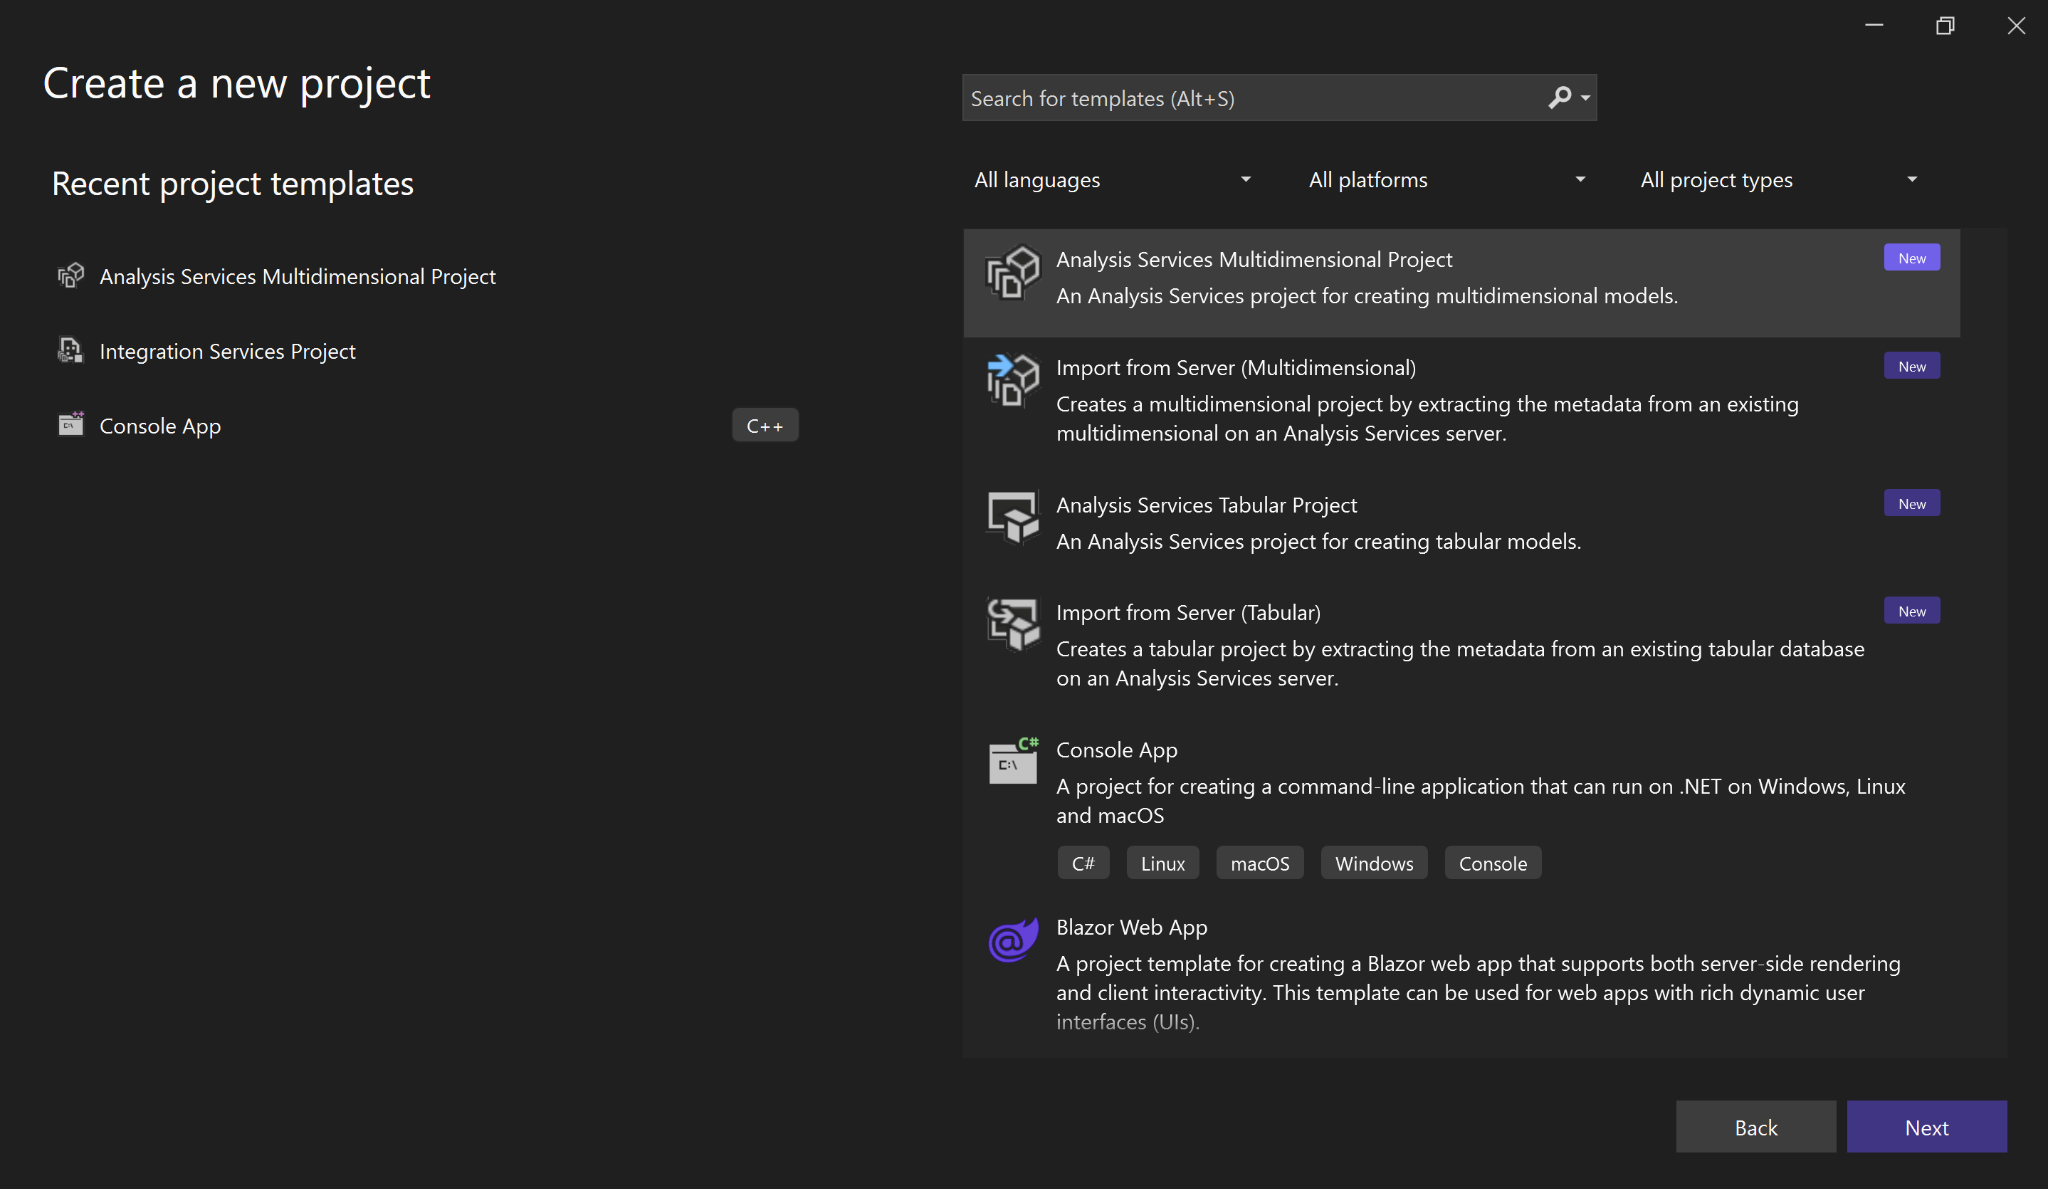 Create a new project
Search for templates (Alt+S)
Recent project templates
All languages
All platforms
All project types
Analysis Services Multidimensional Project
Integration Services Project
Console App
C++
Analysis Services Multidimensional Project
New
An Analysis Services project for creating multidimensional models.
Import from Server (Multidimensional)
New
Creates a multidimensional project by extracting the metadata from an existing
multidimensional on an Analysis Services server.
Analysis Services Tabular Project
New
An Analysis Services project for creating tabular models.
Import from Server (Tabular)
New
Creates a tabular project by extracting the metadata from an existing tabular database
on an Analysis Services server.
C#
C:\
Console App
A project for creating a command-line application that can run on .NET on Windows, Linux
and macOS
C#
Linux
macOS
Windows
Console
Blazor Web App
A project template for creating a Blazor web app that supports both server-side rendering
and client interactivity. This template can be used for web apps with rich dynamic user
interfaces (UIs).
Back
Next